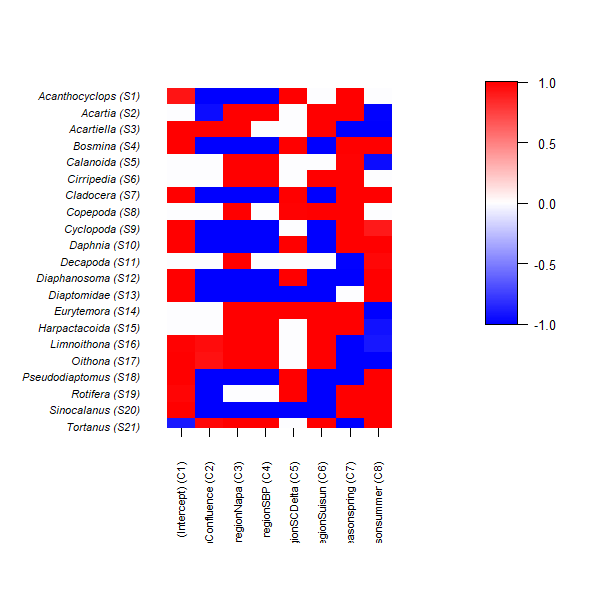 Acanthocyclops (S1)
Acartia (S2)
Acartiella (S3)
Bosmina (S4)
Calanoida (S5)
Cirripedia (S6)
Cladocera (S7)
Copepoda (S8)
Cyclopoda (S9)
Daphnia (S10)
Decapoda (S11)
Diaphanosoma (S12)
Diaptomidae (S13)
Eurytemora (S14)
Harpactacoida (S15)
Limnoithona (S16)
Oithona (S17)
Pseudodiaptomus (S18)
Rotifera (S19)
Sinocalanus (S20)
Tortanus (S21)
(Intercept) (C1)
Confluence (C2)
regionNapa (C3)
regionSBP (C4)
gionSCDelta (C5)
egionSuisun (C6)
easonspring (C7)
sonsummer (C8)
1.0
0.5
0.0
-0.5
-1.0